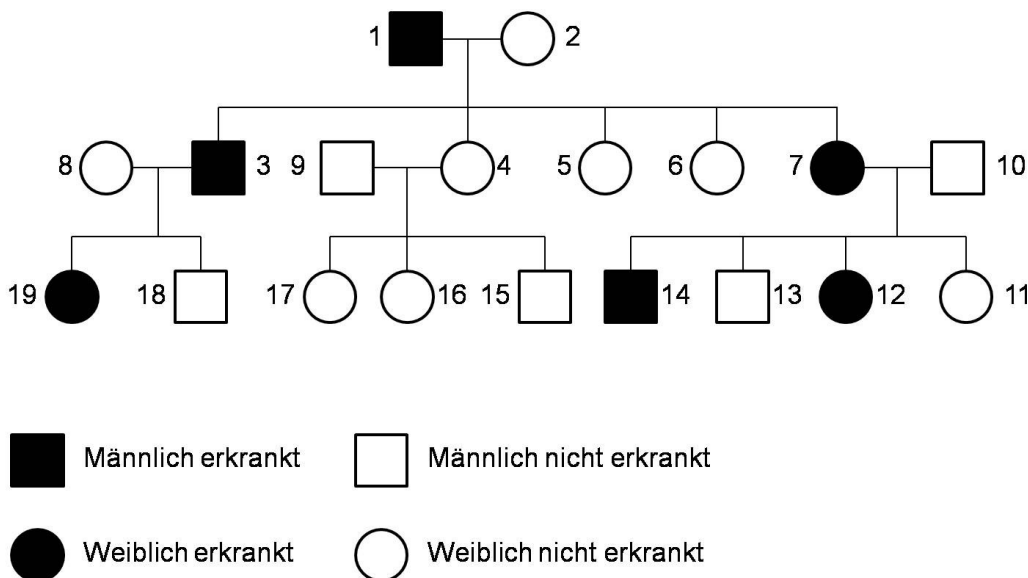 1 2
8 3 9 4 5 6 7 10
19 18 17 16 15 14 13 12 11
Männlich erkrankt Männlich nicht erkrankt
Weiblich erkrankt Weiblich nicht erkrankt